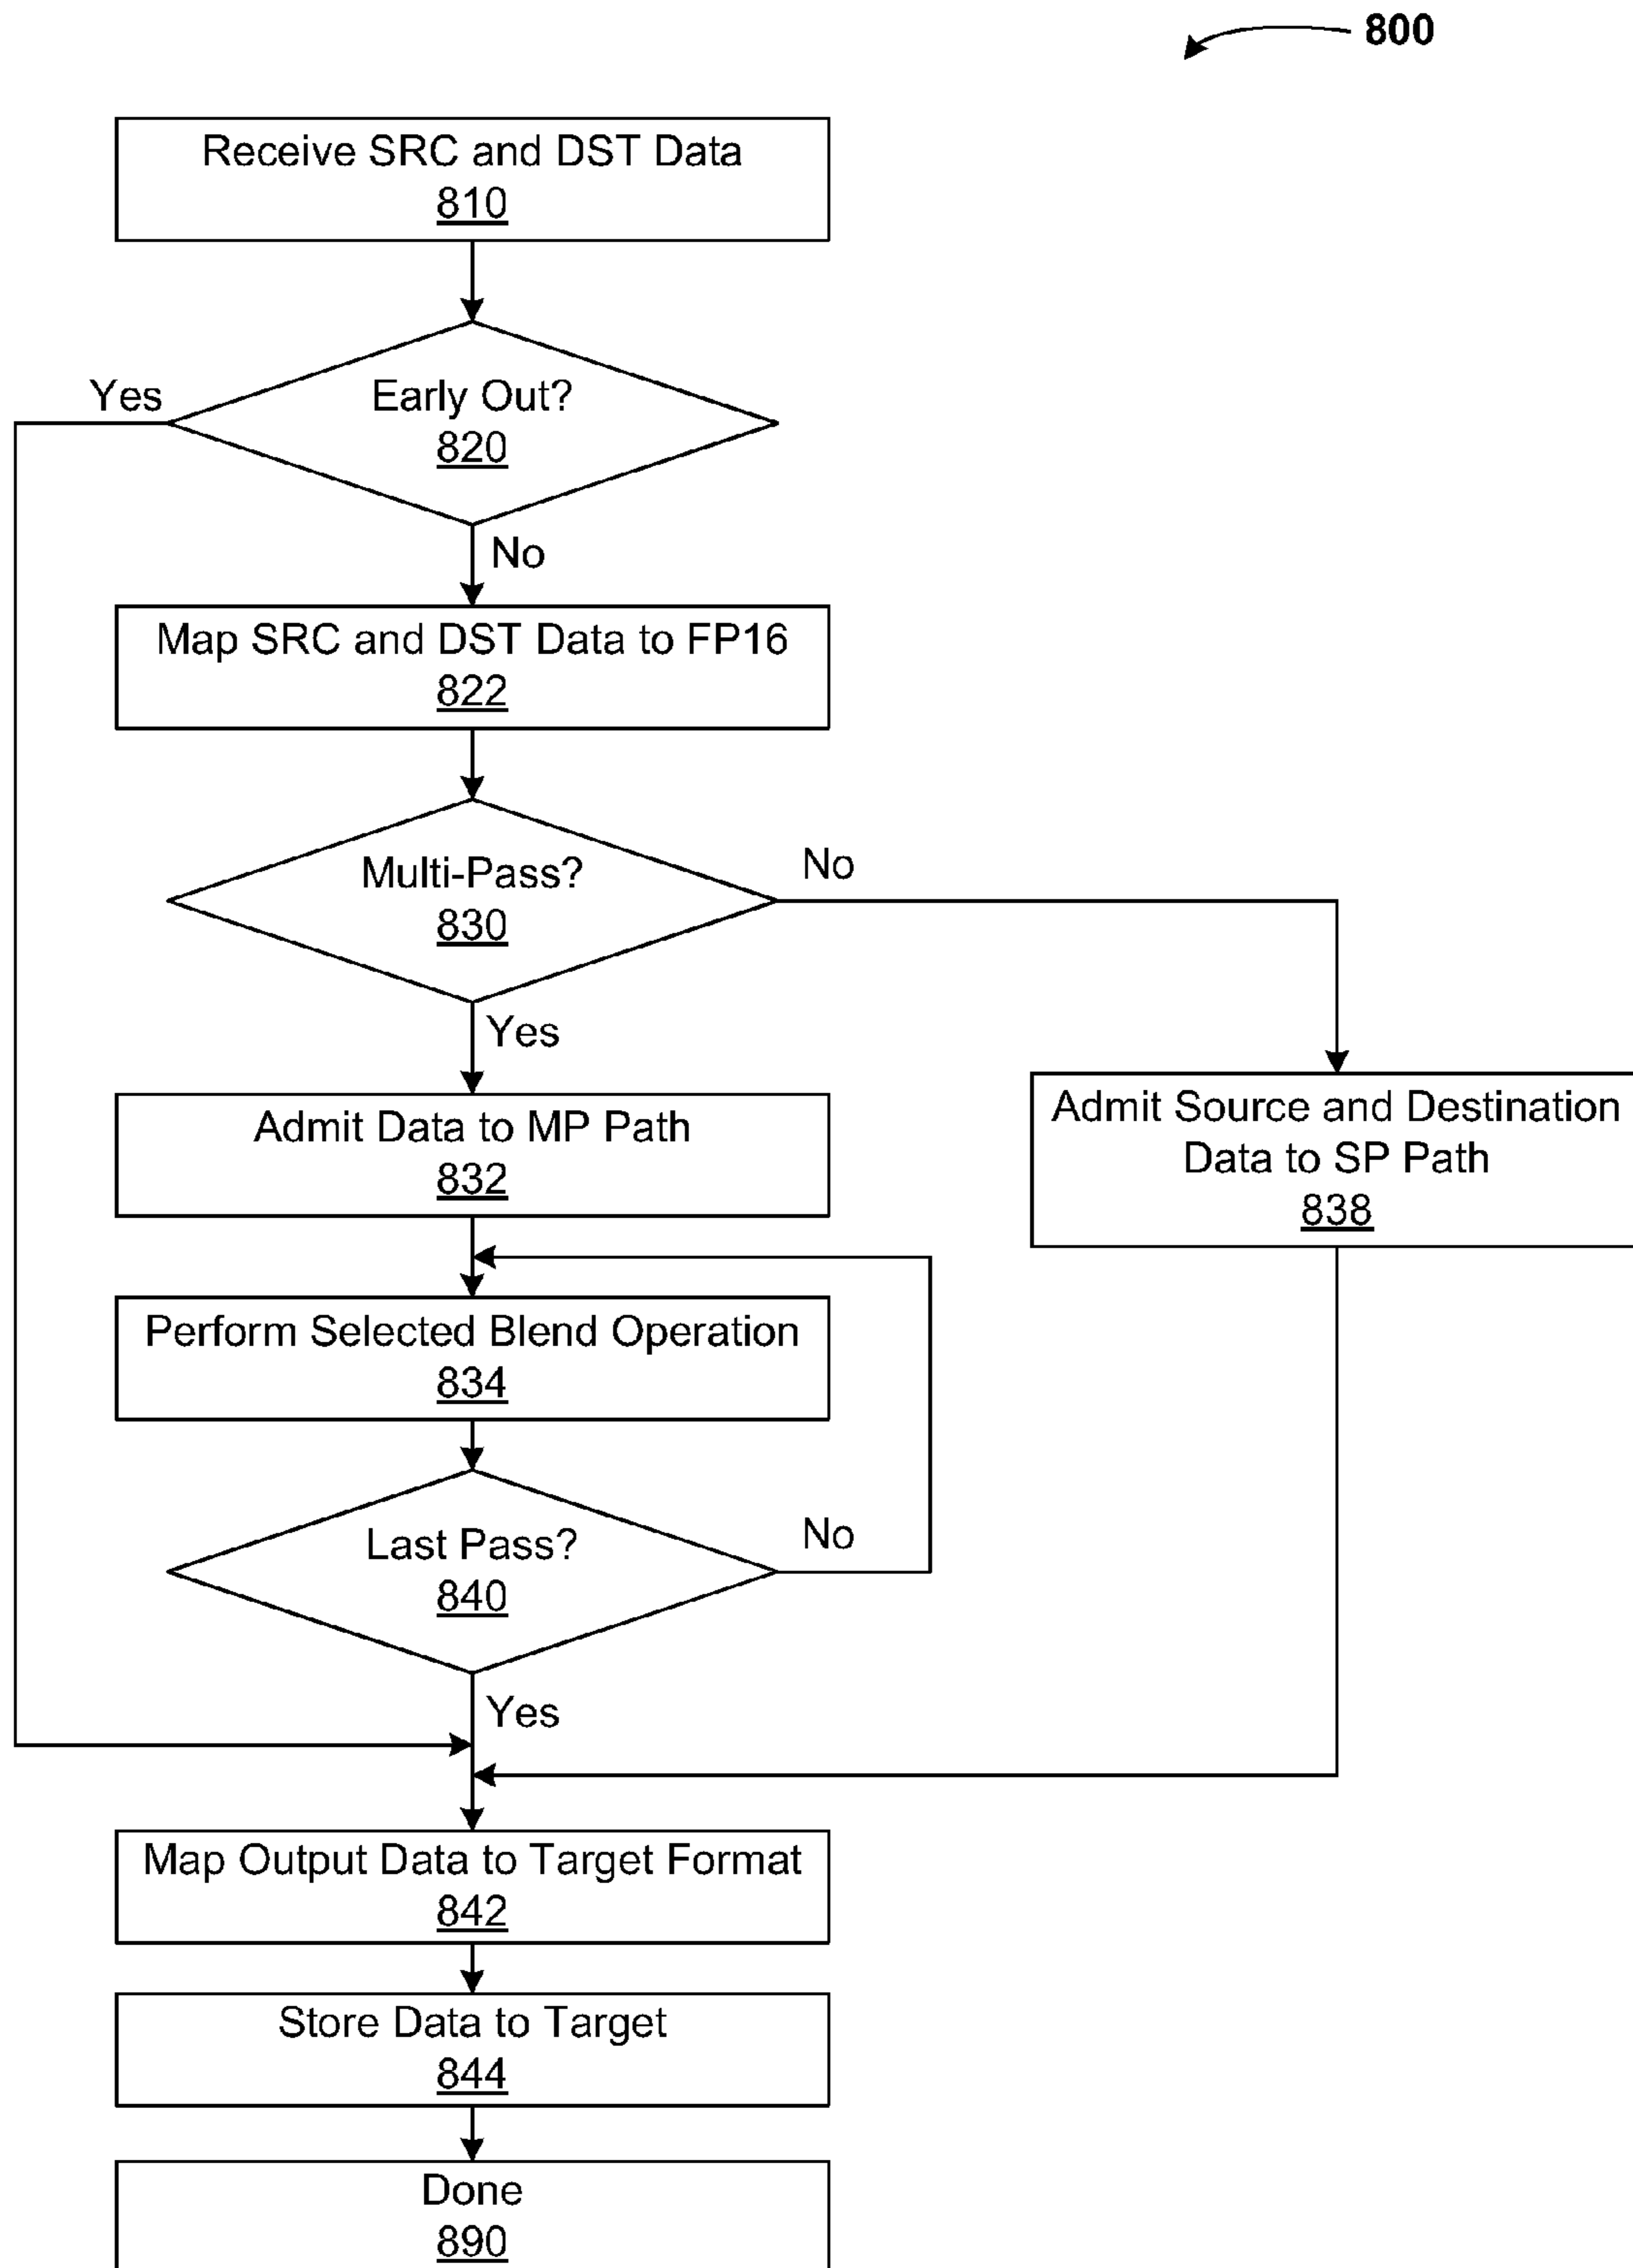 800
Receive SRC and DST Data
810
Early Out?
820
Yes
No
Map SRC and DST Data to FP16
822
Multi-Pass?
830
No
Yes
Admit Data to MP Path
832
Admit Source and Destination
Data to SP Path
838
Perform Selected Blend Operation
834
Last Pass?
840
No
Yes
Map Output Data to Target Format
842
Store Data to Target
844
Done
890